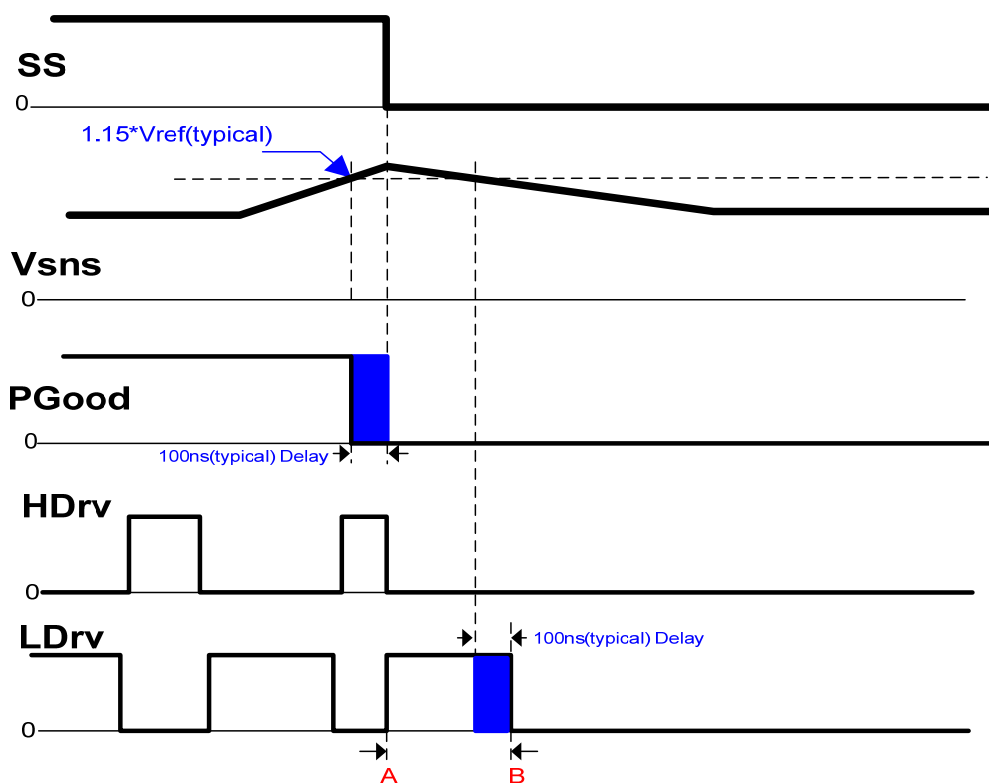 SS
0
1.15*Vref(typical)
Vsns
0
PGood
0
100ns(typical) Delay
HDrv
0
LDrv
100ns(typical) Delay
0
A
B